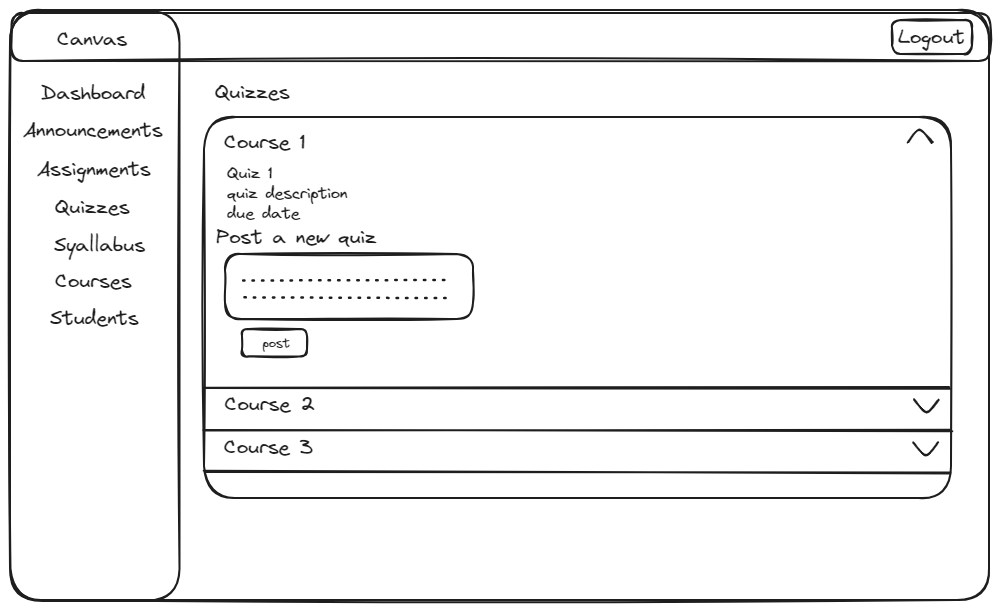 Canvas
Logout
Dashboard
Announcements
Assignments
Quizzes
Syallabus
Courses
Students
Quizzes
Course 1
Quiz 1
quiz description
due date
Post a new quiz
post
Course 2
Course 3